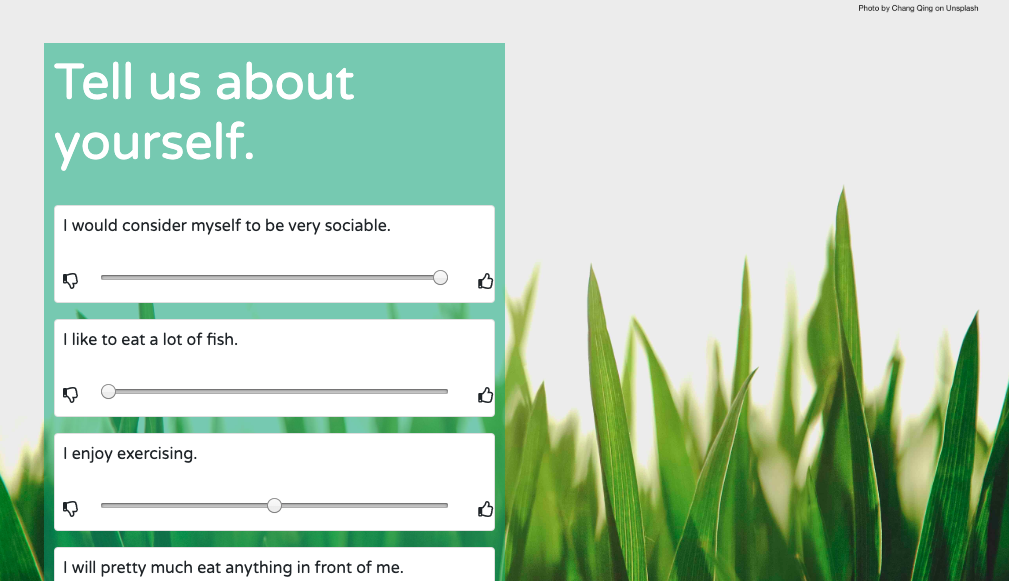 Photo by Chang Qing on Unsplash
Tell us about
yourself.
I would consider myself to be very sociable.
I like to eat a lot of fish.
I enjoy exercising.
I will pretty much eat anything in front of me.